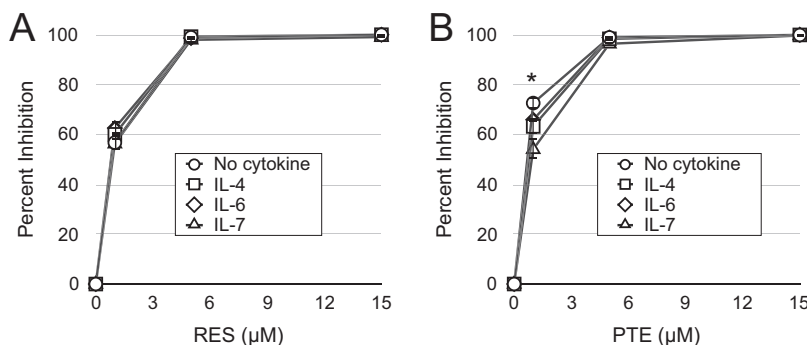 A
Percent Inhibition
100
80
60
40
20
0
No cytokine
IL-4
IL-6
IL-7
0 3 6 9 12 15
RES (µM)
B
Percent Inhibition
100
80
60
40
20
0
*
No cytokine
IL-4
IL-6
IL-7
0 3 6 9 12 15
PTE (µM)